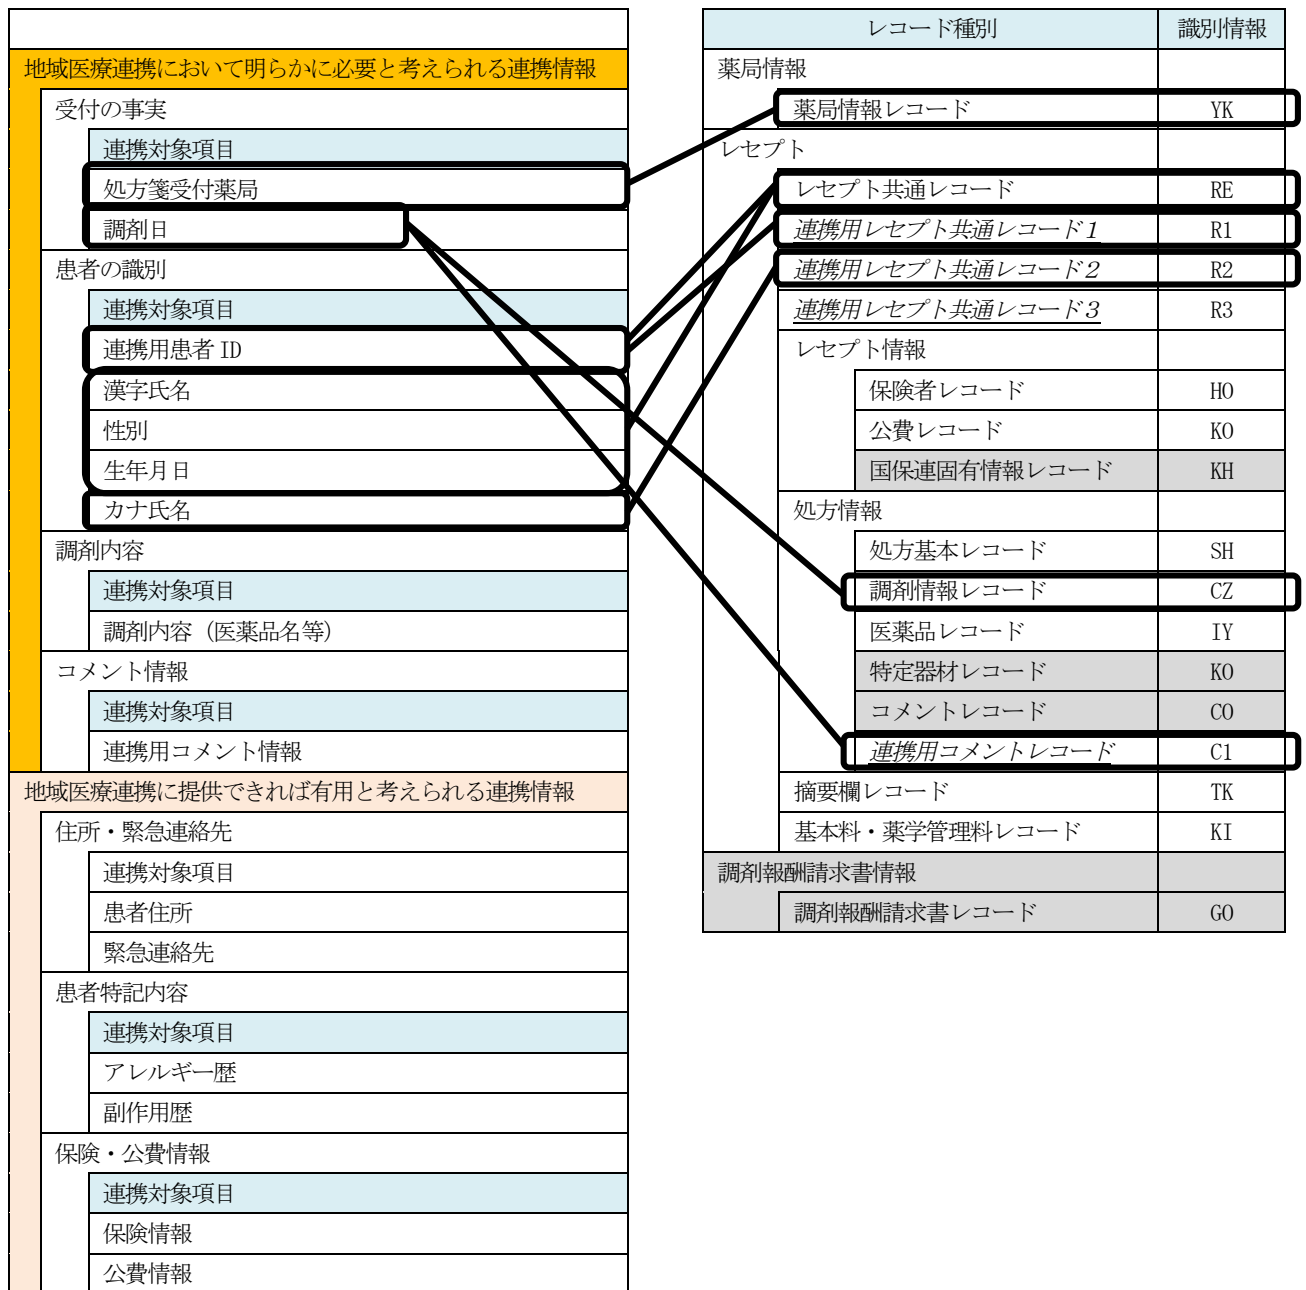 地域医療連携において明らかに必要と考えられる連携情報
受付の事実
連携対象項目
処方箋受付薬局
調剤日
患者の識別
連携対象項目
連携用患者 ID
漢字氏名
性別
生年月日
カナ氏名
調剤内容
連携対象項目
調剤内容（医薬品名等）
コメント情報
連携対象項目
連携用コメント情報
地域医療連携に提供できれば有用と考えられる連携情報
住所・緊急連絡先
連携対象項目
患者住所
緊急連絡先
患者特記内容
連携対象項目
アレルギー歴
副作用歴
保険・公費情報
連携対象項目
保険情報
公費情報
レコード種別 識別情報
薬局情報
薬局情報レコード YK
レセプト
レセプト共通レコード RE
連携用レセプト共通レコード１ R1
連携用レセプト共通レコード２ R2
連携用レセプト共通レコード３ R3
レセプト情報
保険者レコード HO
公費レコード KO
国保連固有情報レコード KH
処方情報
処方基本レコード SH
調剤情報レコード CZ
医薬品レコード IY
特定器材レコード KO
コメントレコード CO
連携用コメントレコード C1
摘要欄レコード TK
基本料・薬学管理料レコード KI
調剤報酬請求書情報
調剤報酬請求書レコード GO